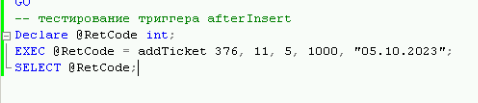 GO
-- тестирование триггера afterInsert
Declare @RetCode int;
EXEC @RetCode = addTicket 376, 11, 5, 1000, "05.10.2023";
SELECT @RetCode;